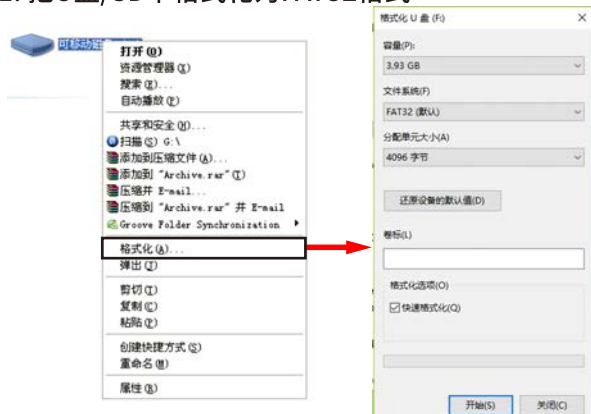 可移动磁
打开(O)
资源管理器(X)
搜索(E)...
自动播放(P)
共享和安全(H)...
扫描(S) G:\
添加到压缩文件(A)...
添加到 "Archive.rar"(T)
压缩并 E-mail...
压缩到 "Archive.rar" 并 E-mail
Groove Folder Synchronization
格式化(A)...
弹出(J)
剪切(T)
复制(C)
粘贴(P)
创建快捷方式(S)
重命名(M)
属性(R)
格式化 U 盘 (F:)
容量(P):
3.93 GB
文件系统(F)
FAT32 (默认)
分配单元大小(A)
4096 字节
还原设备的默认值(D)
卷标(L)
格式化选项(O)
快速格式化(Q)
开始(S)
关闭(C)